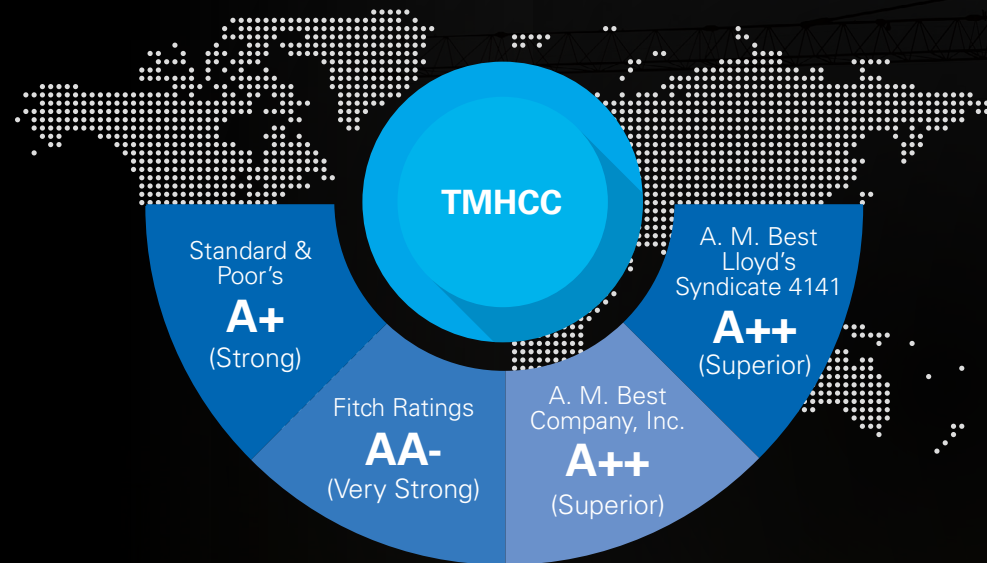 TMHCC
Standard &
Poor's
A+
(Strong)
Fitch Ratings
AA-
(Very Strong)
A. M. Best
Company, Inc.
A++
(Superior)
A. M. Best
Lloyd's
Syndicate 4141
A++
(Superior)